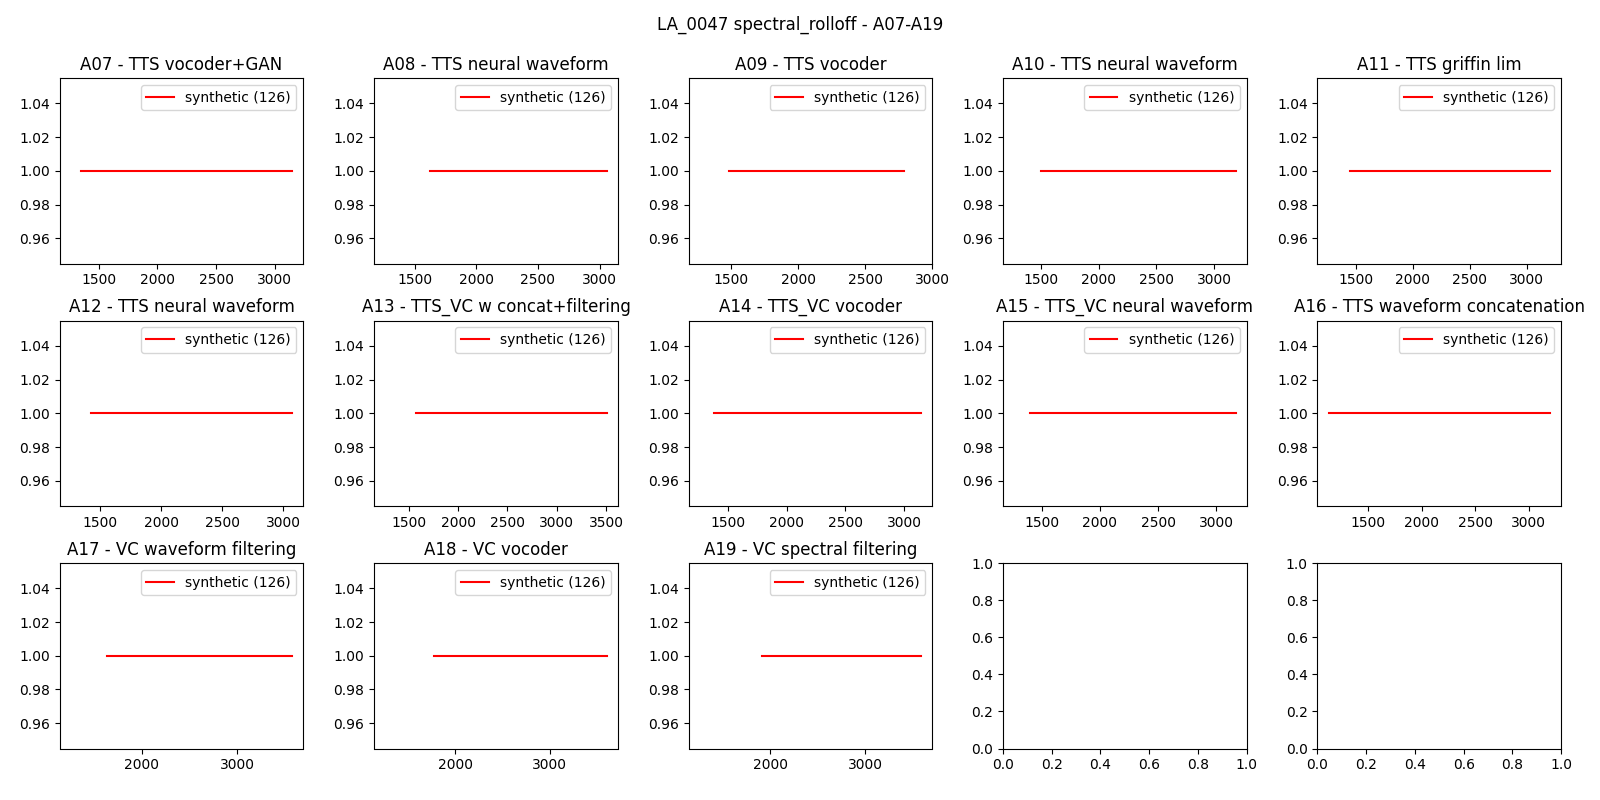 LA_0047 spectral_rolloff - A07-A19
A07 - TTS vocoder+GAN
synthetic (126)
1.04
1.02
1.00
0.98
0.96
1500 2000 2500 3000
A08 - TTS neural waveform
synthetic (126)
1.04
1.02
1.00
0.98
0.96
1500 2000 2500 3000
A09 - TTS vocoder
synthetic (126)
1.04
1.02
1.00
0.98
0.96
1500 2000 2500 3000
A10 - TTS neural waveform
synthetic (126)
1.04
1.02
1.00
0.98
0.96
1500 2000 2500 3000
A11 - TTS griffin lim
synthetic (126)
1.04
1.02
1.00
0.98
0.96
1500 2000 2500 3000
A12 - TTS neural waveform
synthetic (126)
1.04
1.02
1.00
0.98
0.96
1500 2000 2500 3000
A13 - TTS_VC w concat+filtering
synthetic (126)
1.04
1.02
1.00
0.98
0.96
1500 2000 2500 3000 3500
A14 - TTS_VC vocoder
synthetic (126)
1.04
1.02
1.00
0.98
0.96
1500 2000 2500 3000
A15 - TTS_VC neural waveform
synthetic (126)
1.04
1.02
1.00
0.98
0.96
1500 2000 2500 3000
A16 - TTS waveform concatenation
synthetic (126)
1.04
1.02
1.00
0.98
0.96
1500 2000 2500 3000
A17 - VC waveform filtering
synthetic (126)
1.04
1.02
1.00
0.98
0.96
2000 3000
A18 - VC vocoder
synthetic (126)
1.04
1.02
1.00
0.98
0.96
2000 3000
A19 - VC spectral filtering
synthetic (126)
1.04
1.02
1.00
0.98
0.96
2000 3000
1.0
0.8
0.6
0.4
0.2
0.0
0.0 0.2 0.4 0.6 0.8 1.0
1.0
0.8
0.6
0.4
0.2
0.0
0.0 0.2 0.4 0.6 0.8 1.0